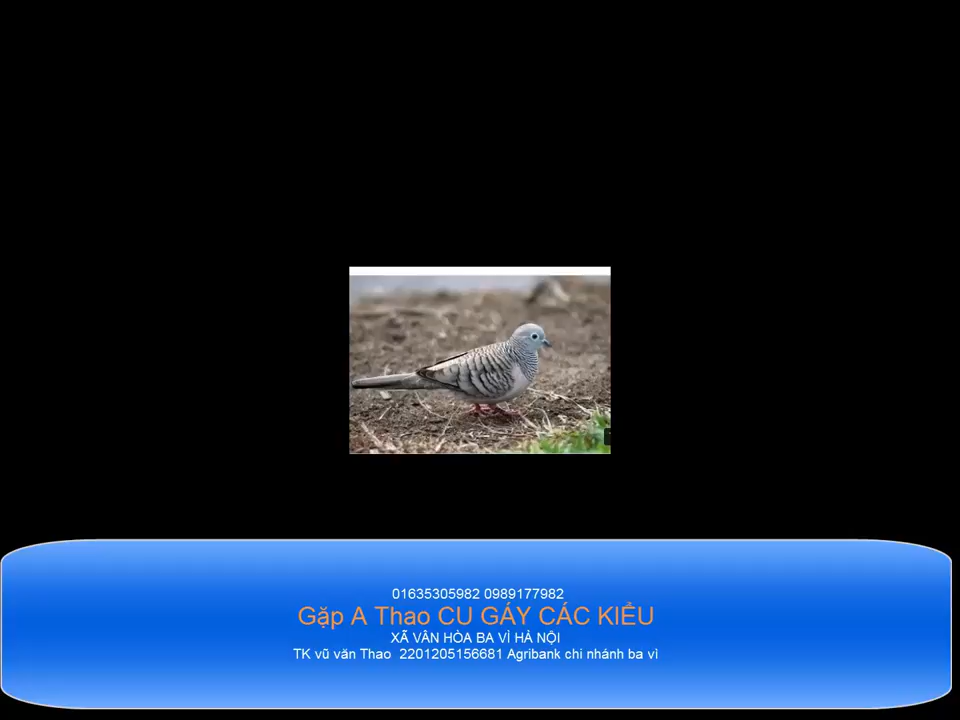 01635305982 0989177982
Gặp A Thao CU GÁY CÁC KIỂU
XÃ VÂN HÒA BA VÌ HÀ NỘI
TK vũ văn Thao 2201205156681 Agribank chi nhánh ba vì